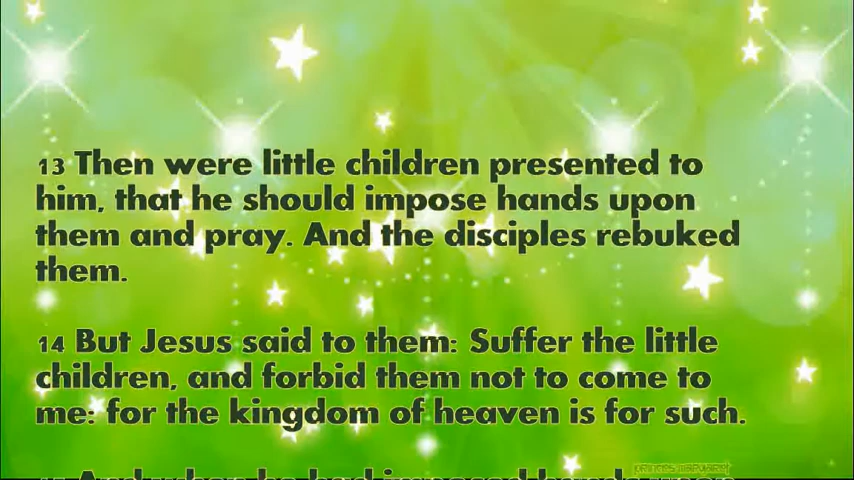 13 Then were little children presented to
him, that he should impose hands upon
them and pray. And the disciples rebuked
them.
14 But Jesus said to them: Suffer the little
children, and forbid them not to come to
me: for the kingdom of heaven is for such.